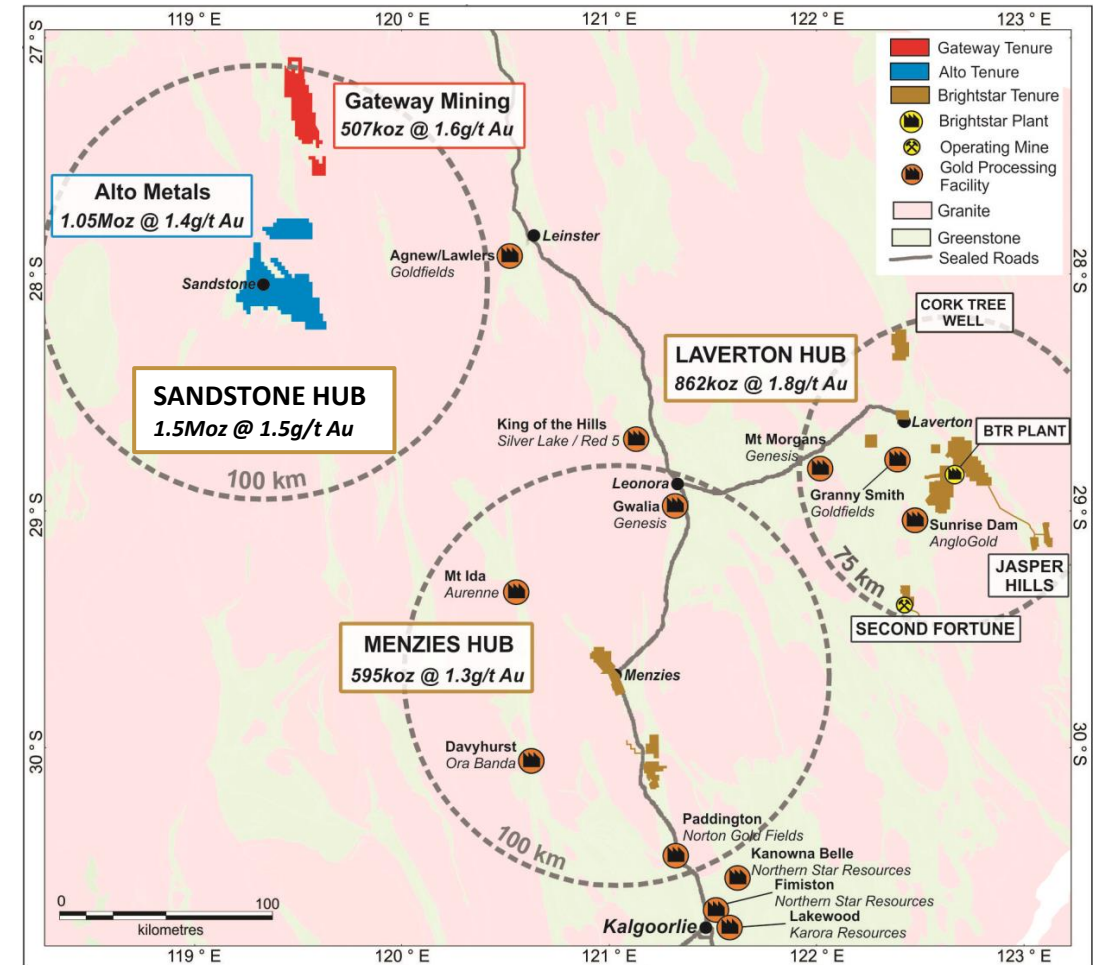 119 ° E
120 ° E
121 ° E
122 ° E
123 ° E
27° S
28° S
29° S
30° S
28° S
29° S
30° S
Gateway Tenure
Alto Tenure
Brightstar Tenure
Brightstar Plant
Operating Mine
Gold Processing
Facility
Granite
Greenstone
Sealed Roads
Gateway Mining
507koz @ 1.6g/t Au
Alto Metals
1.05Moz @ 1.4g/t Au
Sandstone
Agnew/Lawlers
Goldfields
Leinster
SANDSTONE HUB
1.5Moz @ 1.5g/t Au
100 km
CORK TREE
WELL
LAVERTON HUB
862koz @ 1.8g/t Au
King of the Hills
Silver Lake / Red 5
Mt Morgans
Genesis
Laverton
BTR PLANT
Leonora
Gwalia
Genesis
Granny Smith
Goldfields
Sunrise Dam
AngloGold
75 km
JASPER
HILLS
Mt Ida
Aurenne
SECOND FORTUNE
MENZIES HUB
595koz @ 1.3g/t Au
Menzies
Davyhurst
Ora Banda
100 km
Paddington
Norton Gold Fields
Kanowna Belle
Northern Star Resources
Fimiston
Northern Star Resources
Lakewood
Karora Resources
Kalgoorlie
0
100
kilometres
119 ° E
120 ° E
121 ° E
122 ° E
123 ° E